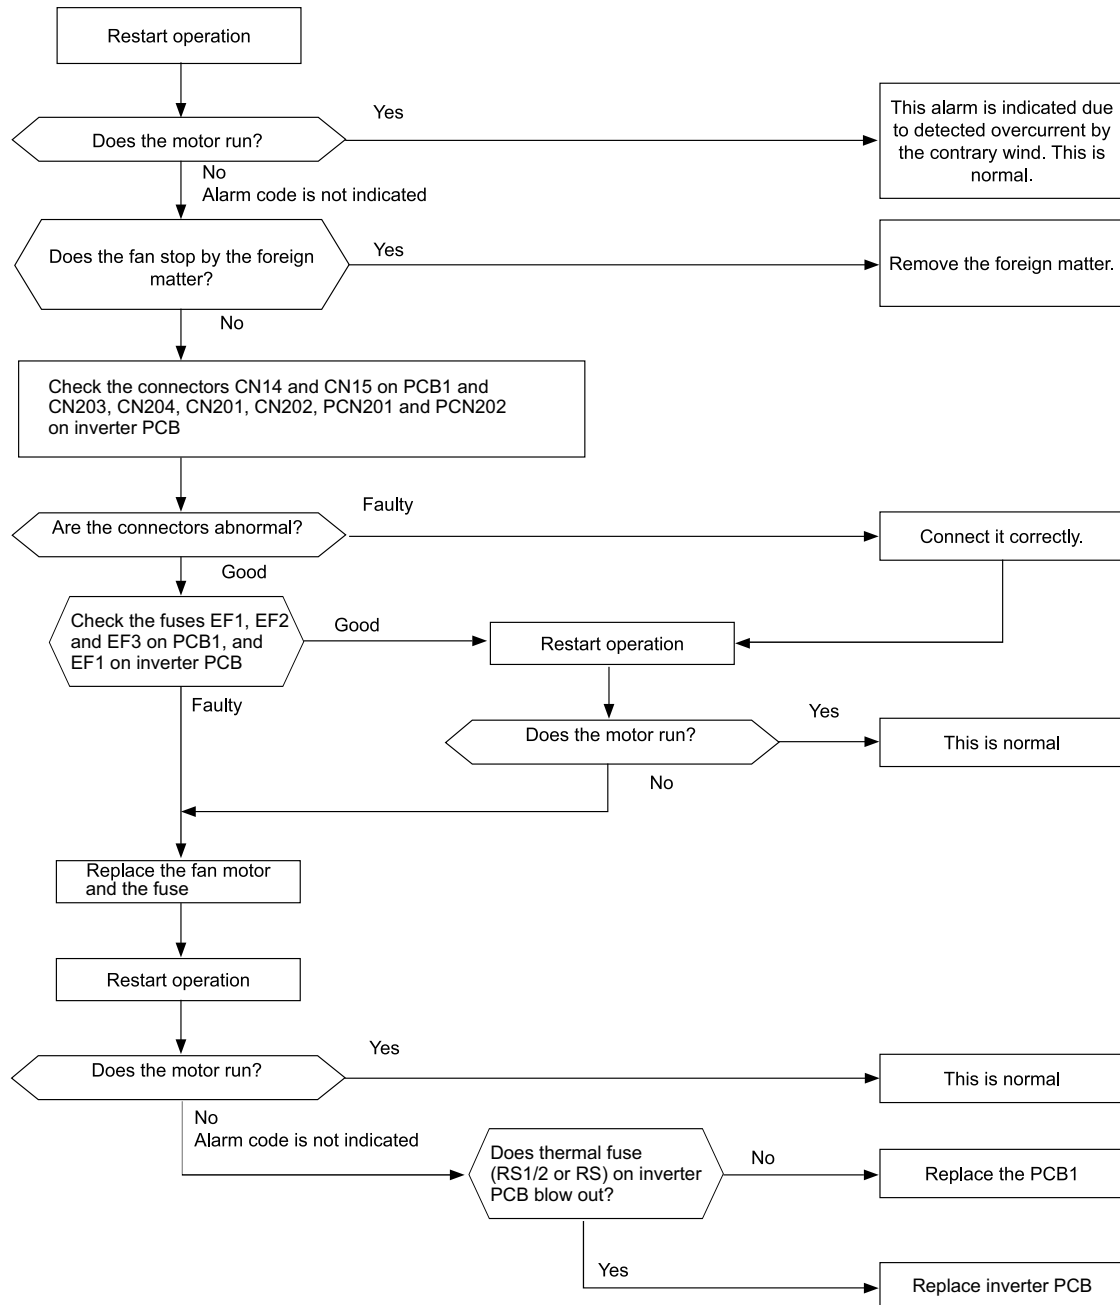 Restart operation
Yes
Does the motor run?
This alarm is indicated due
to detected overcurrent by
the contrary wind. This is
normal.
No
Alarm code is not indicated
Does the fan stop by the foreign
matter?
Yes
Remove the foreign matter.
No
Check the connectors CN14 and CN15 on PCB1 and
CN203, CN204, CN201, CN202, PCN201 and PCN202
on inverter PCB
Faulty
Are the connectors abnormal?
Connect it correctly.
Good
Check the fuses EF1, EF2
and EF3 on PCB1, and
EF1 on inverter PCB
Good
Restart operation
Faulty
Does the motor run?
Yes
This is normal
No
Replace the fan motor
and the fuse
Restart operation
Yes
Does the motor run?
This is normal
No
Alarm code is not indicated
Does thermal fuse
(RS1/2 or RS) on inverter
PCB blow out?
No
Replace the PCB1
Yes
Replace inverter PCB